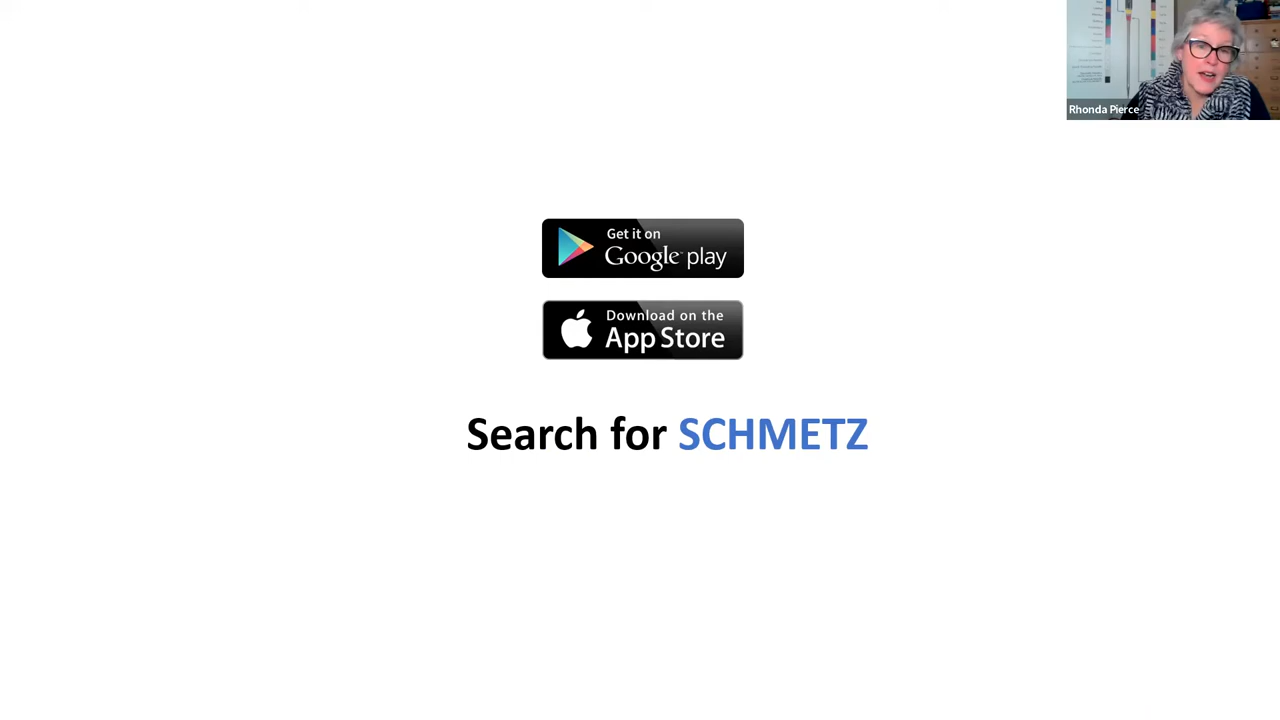 Rhonda Pierce
Get it on
Google play
Download on the
App Store
Search for SCHMETZ